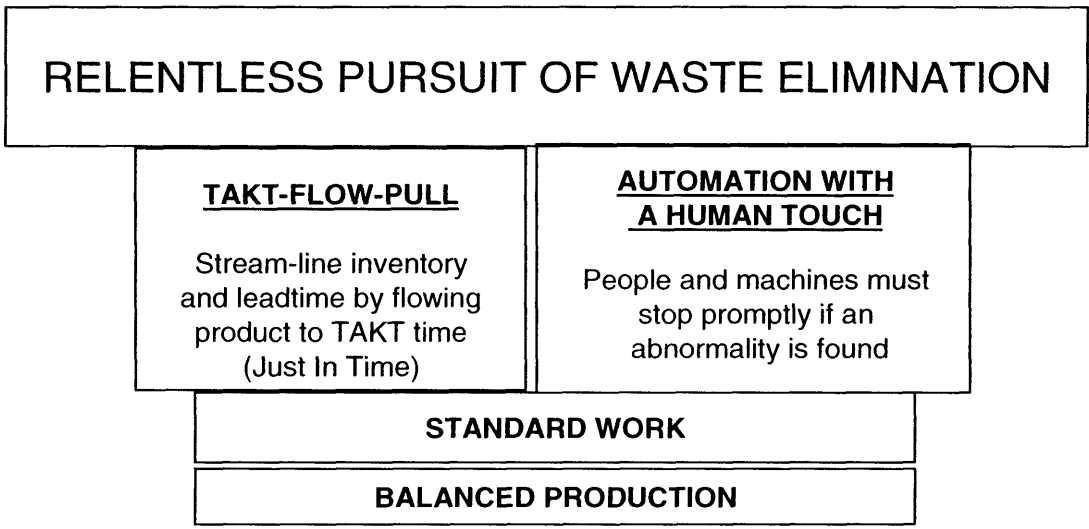 RELENTLESS PURSUIT OF WASTE ELIMINATION
TAKT-FLOW-PULL
Stream-line inventory
and leadtime by flowing
product to TAKT time
(Just In Time)
AUTOMATION WITH
A HUMAN TOUCH
People and machines must
stop promptly if an
abnormality is found
STANDARD WORK
BALANCED PRODUCTION